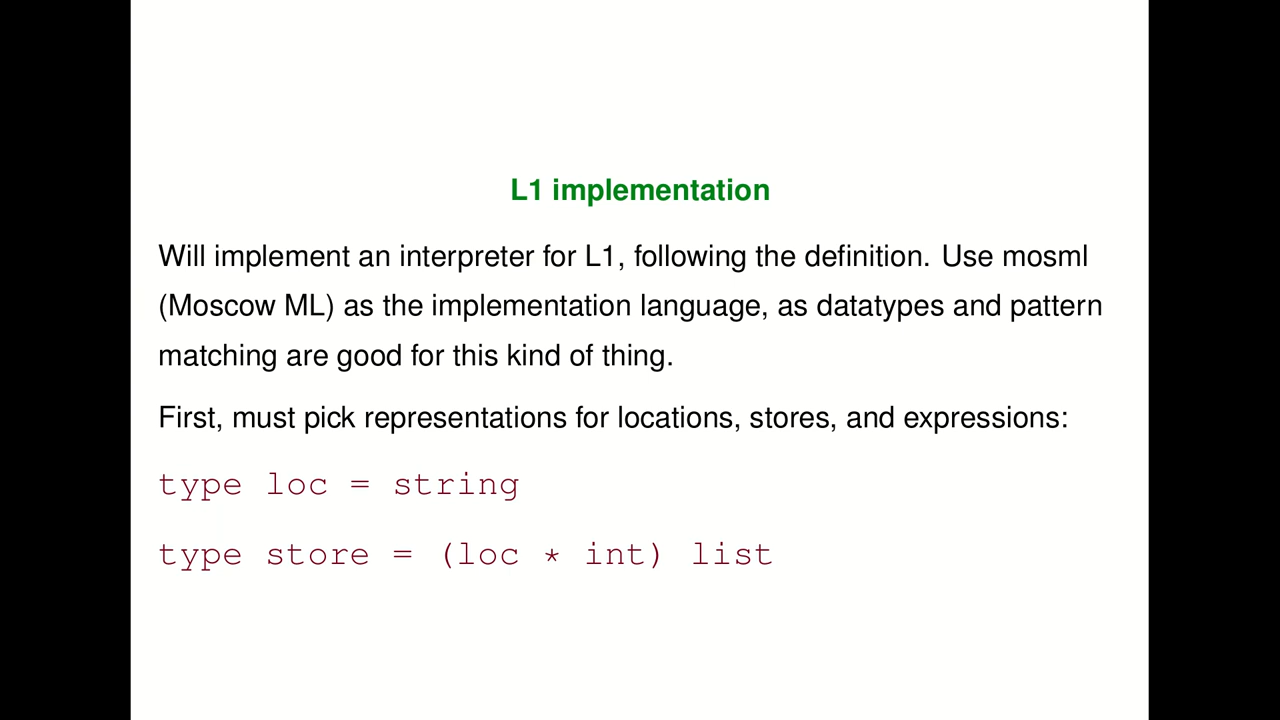 L1 implementation
Will implement an interpreter for L1, following the definition. Use mosml
(Moscow ML) as the implementation language, as datatypes and pattern
matching are good for this kind of thing.
First, must pick representations for locations, stores, and expressions:
type loc = string
type store = (loc * int) list